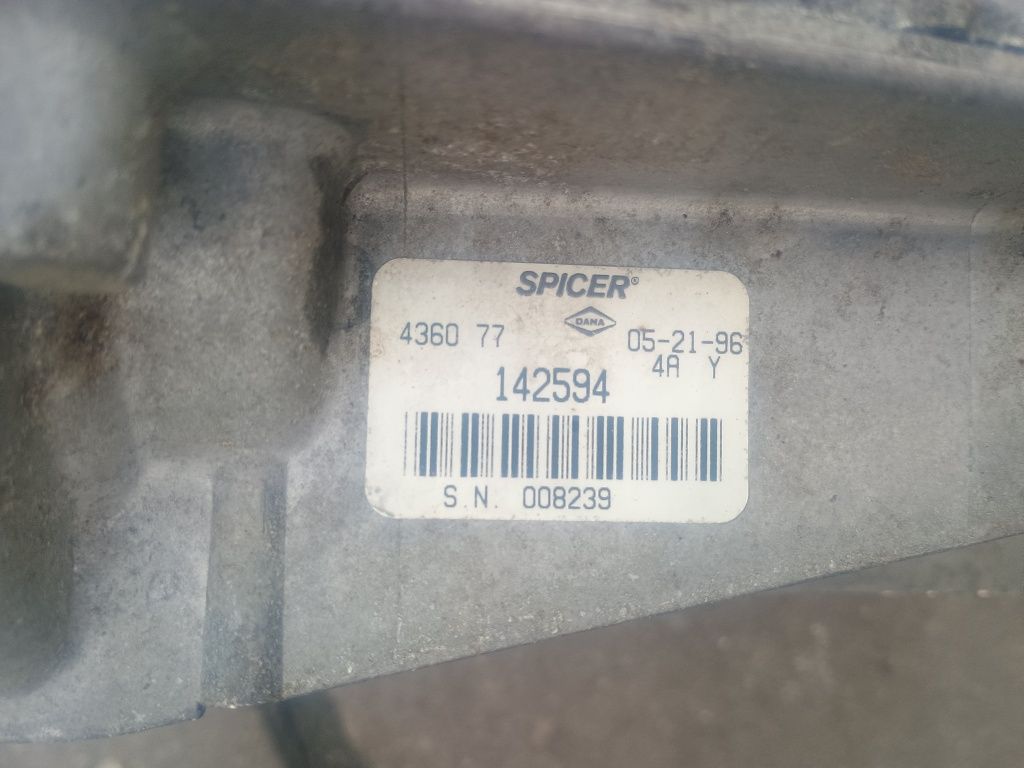 SPICER®
DANA
4360 77
05-21-96
4A Y
142594
S.N. 008239